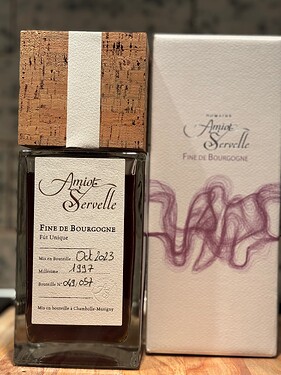 Amiot
Servelle
FINE DE BOURGOGNE
Fût Unique
Mis en Bouteille Oct 2023
Millésime 1997
Bouteille N° 049,057
Mis en bouteille à Chambolle-Musigny
DOMAINE
Amiot
Servelle
FINE DE BOURGOGNE